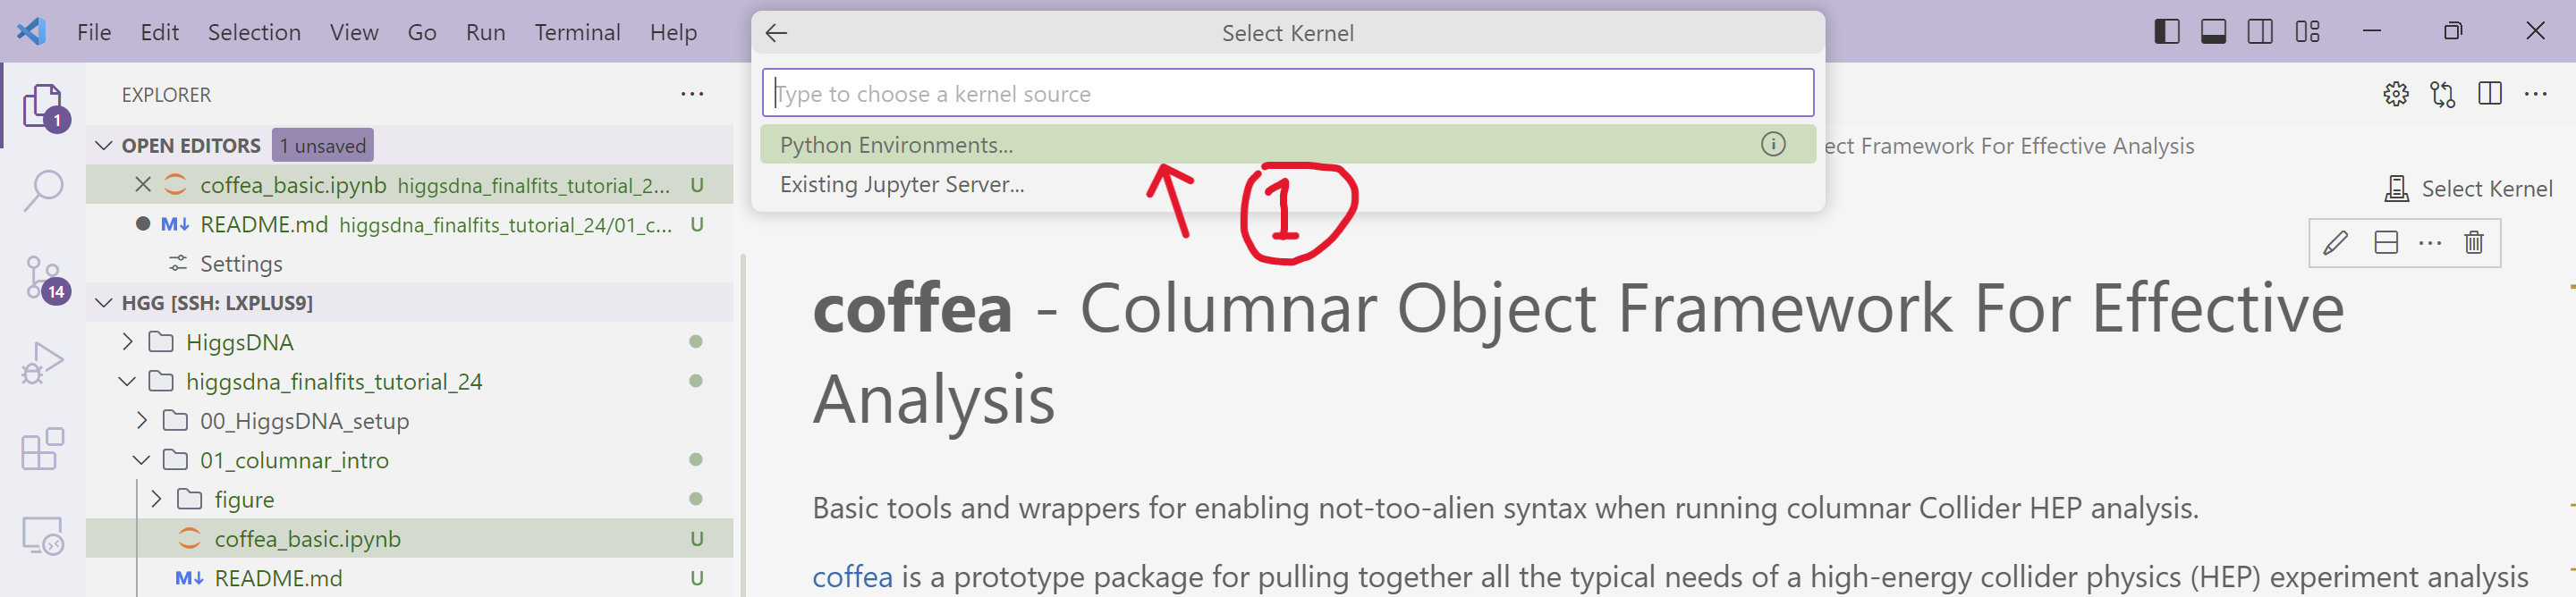 File Edit Selection View Go Run Terminal Help
Select Kernel
Type to choose a kernel source
Python Environments...
Existing Jupyter Server...
1
EXPLORER
OPEN EDITORS 1 unsaved
coffea_basic.ipynb higgsdna_finalfits_tutorial_2... U
README.md higgsdna_finalfits_tutorial_24/01_c... U
Settings
HGG [SSH: LXPLUS9]
HiggsDNA
higgsdna_finalfits_tutorial_24
00_HiggsDNA_setup
01_columnar_intro
figure
coffea_basic.ipynb U
README.md U
1
14
ect Framework For Effective Analysis
Select Kernel
coffea - Columnar Object Framework For Effective
Analysis
Basic tools and wrappers for enabling not-too-alien syntax when running columnar Collider HEP analysis.
coffea is a prototype package for pulling together all the typical needs of a high-energy collider physics (HEP) experiment analysis